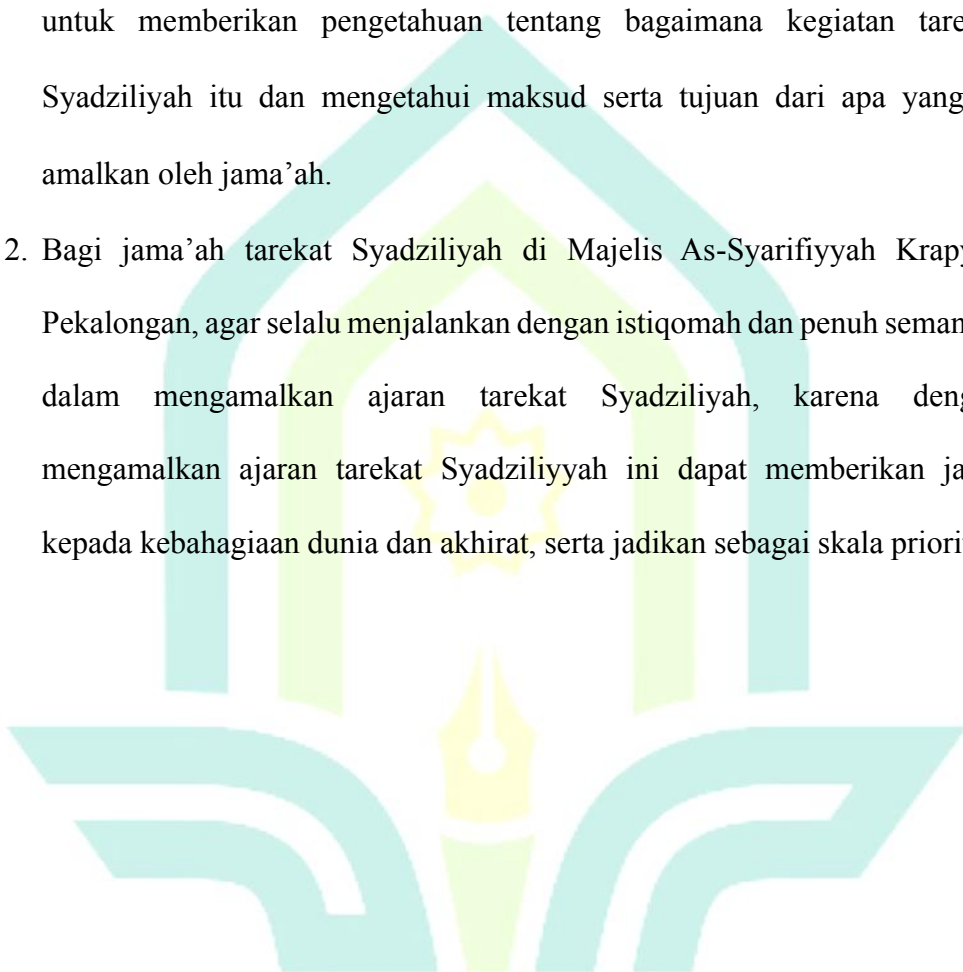 untuk memberikan pengetahuan tentang bagaimana kegiatan tare
Syadziliyah itu dan mengetahui maksud serta tujuan dari apa yang
amalkan oleh jama’ah.
2. Bagi jama’ah tarekat Syadziliyah di Majelis As-Syarifiyyah Krapy
Pekalongan, agar selalu menjalankan dengan istiqomah dan penuh seman
dalam mengamalkan ajaran tarekat Syadziliyah, karena deng
mengamalkan ajaran tarekat Syadziliyyah ini dapat memberikan ja
kepada kebahagiaan dunia dan akhirat, serta jadikan sebagai skala priorit